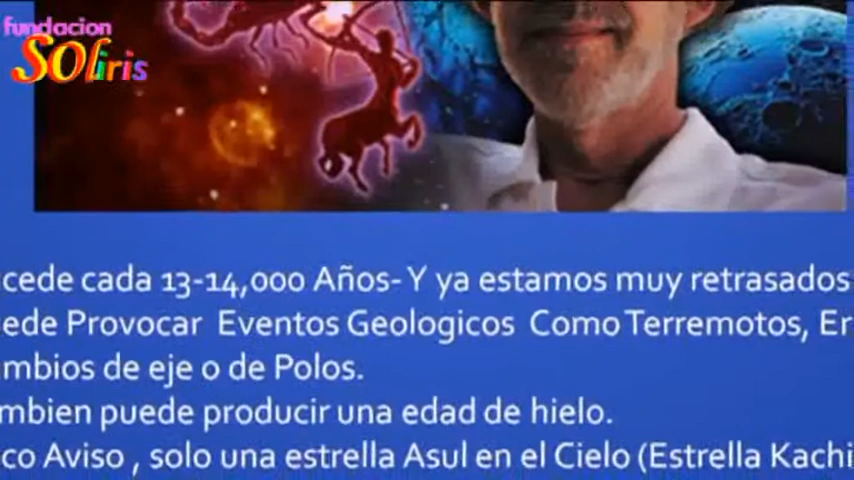 fundacion
SOLiris
cede cada 13-14,000 Años- Y ya estamos muy retrasados
ede Provocar Eventos Geologicos Como Terremotos, Er
mbios de eje o de Polos.
mbien puede producir una edad de hielo.
co Aviso , solo una estrella Asul en el Cielo (Estrella Kachi